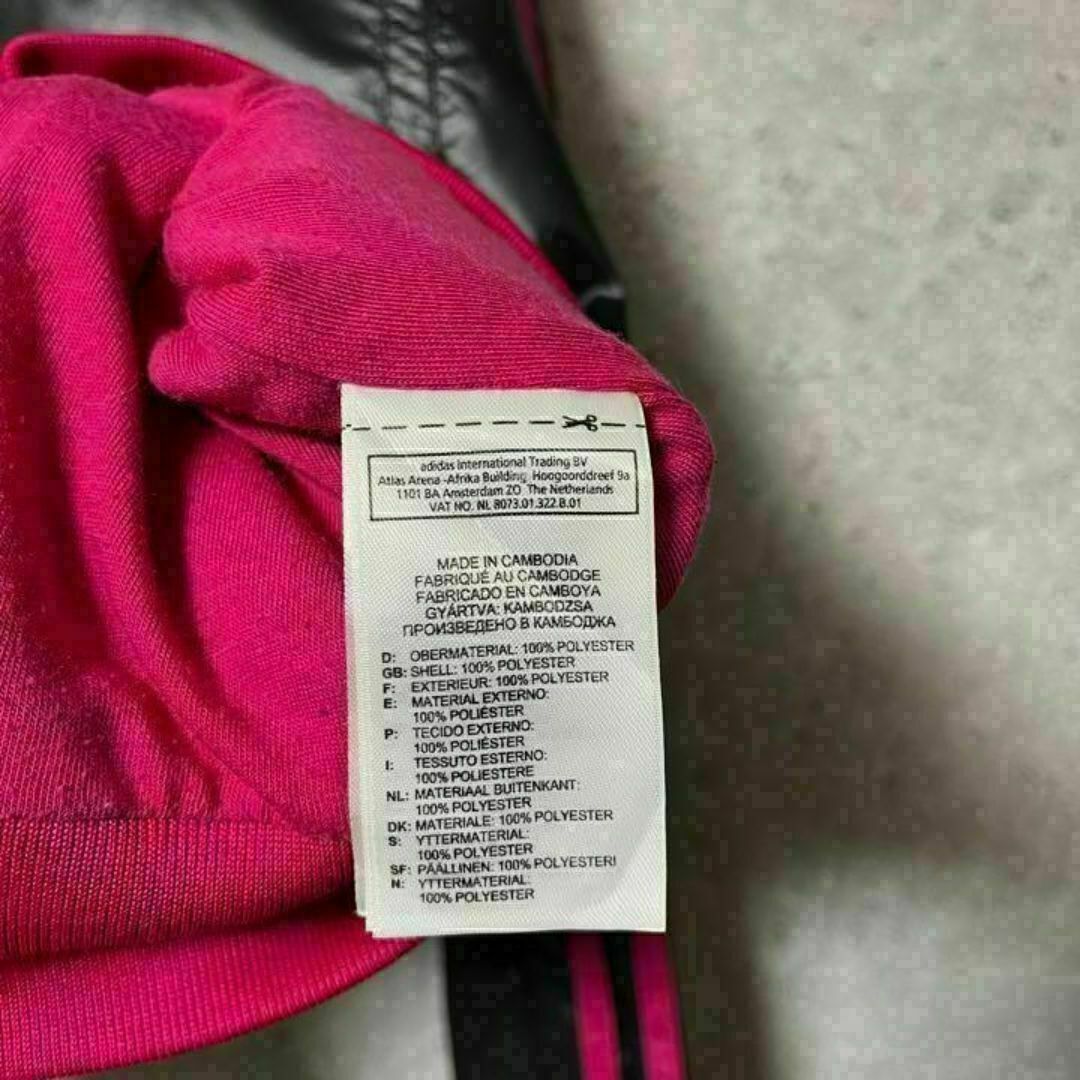 adidas International Trading BV
Atlas Arena -Afrika Building, Hoogoorddreef 9a
1101 BA Amsterdam ZO The Netherlands
VAT NO. NL 8073.01.322.B.01
MADE IN CAMBODIA
FABRIQUÉ AU CAMBODGE
FABRICADO EN CAMBOYA
GYÁRTVA: KAMBODZSA
ПРОИЗВЕДЕНО В КАМБОДЖА
D: OBERMATERIAL: 100% POLYESTER
GB: SHELL: 100% POLYESTER
F: EXTERIEUR: 100% POLYESTER
E: MATERIAL EXTERNO:
100% POLIÉSTER
P: TECIDO EXTERNO:
100% POLIÉSTER
I: TESSUTO ESTERNO:
100% POLIESTERE
NL: MATERIAAL BUITENKANT:
100% POLYESTER
DK: MATERIALE: 100% POLYESTER
S: YTTERMATERIAL:
100% POLYESTER
SF: PÄÄLLINEN: 100% POLYESTERI
N: YTTERMATERIAL:
100% POLYESTER